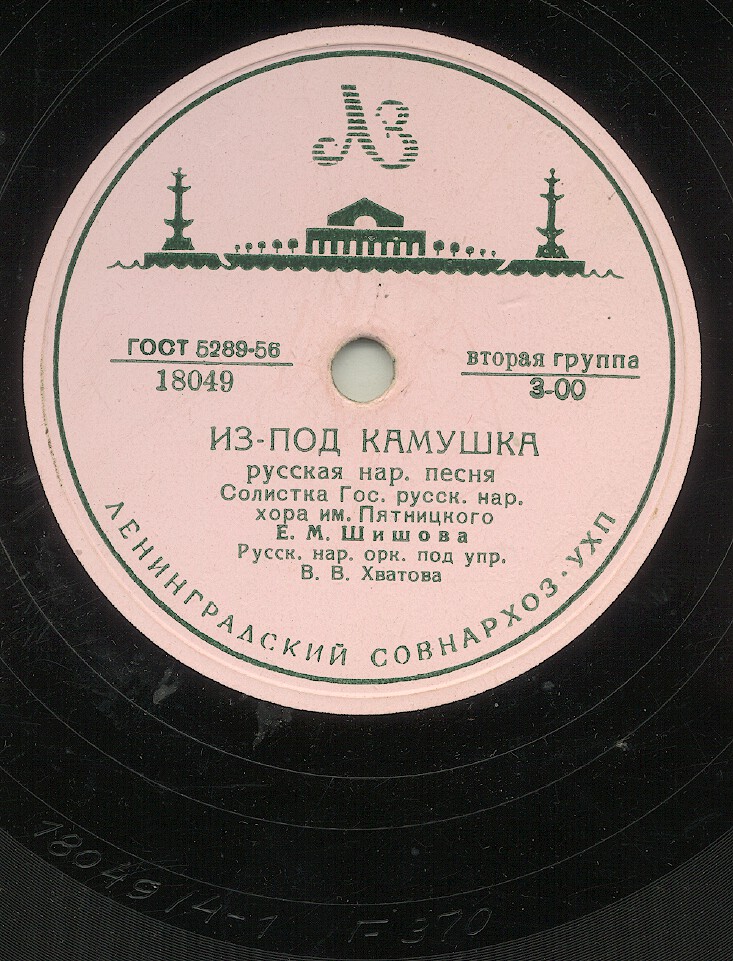 ЛЗ
ГОСТ 5289-56
18049
вторая группа
3-00
ИЗ-ПОД КАМУШКА
русская нар. песня
Солистка Гос. русск. нар.
хора им. Пятницкого
Е. М. Шишова
Русск. нар. орк. под упр.
В. В. Хватова
ЛЕНИНГРАДСКИЙ СОВНАРХОЗ · УХП
18049 14-1 F 370